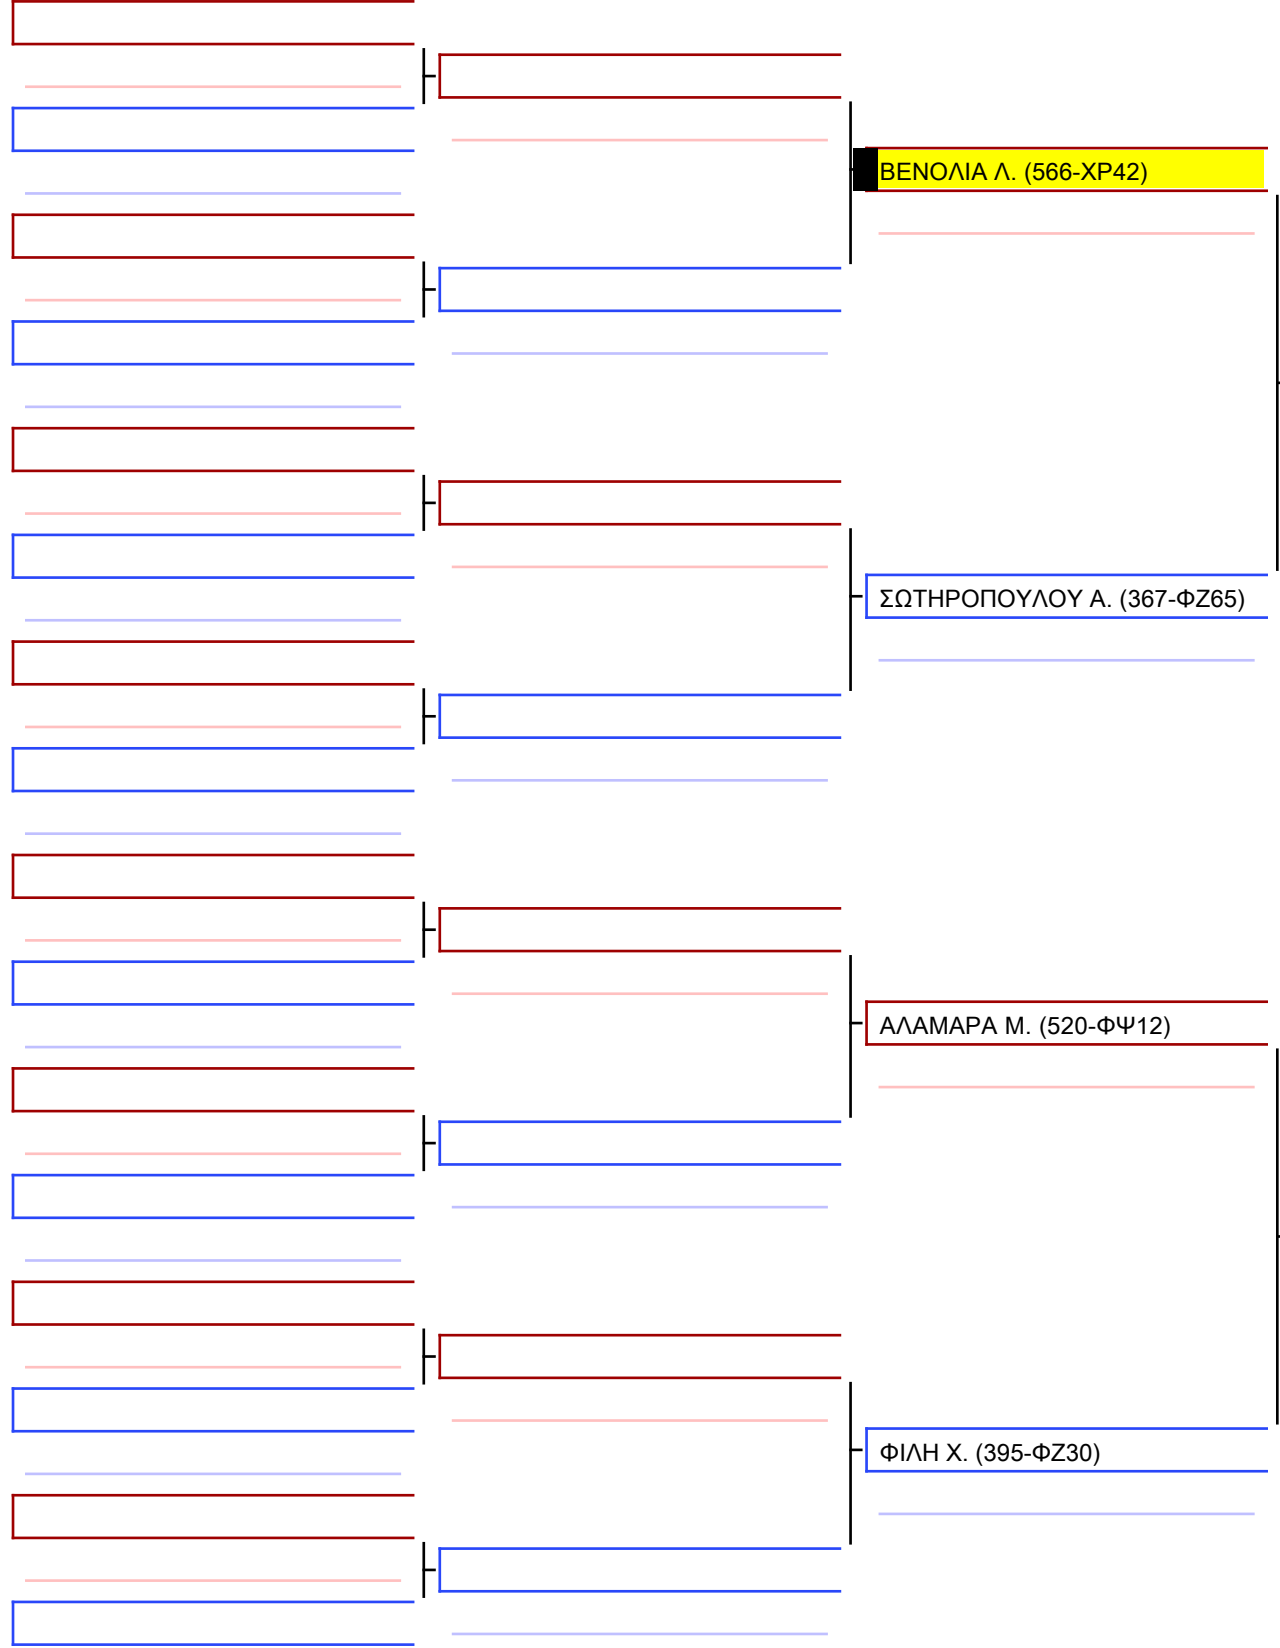 ΒΕΝΟΛΙΑ Λ. (566-ΧΡ42)
ΣΩΤΗΡΟΠΟΥΛΟΥ Α. (367-ΦΖ65)
ΑΛΑΜΑΡΑ Μ. (520-ΦΨ12)
ΦΙΛΗ Χ. (395-ΦΖ30)